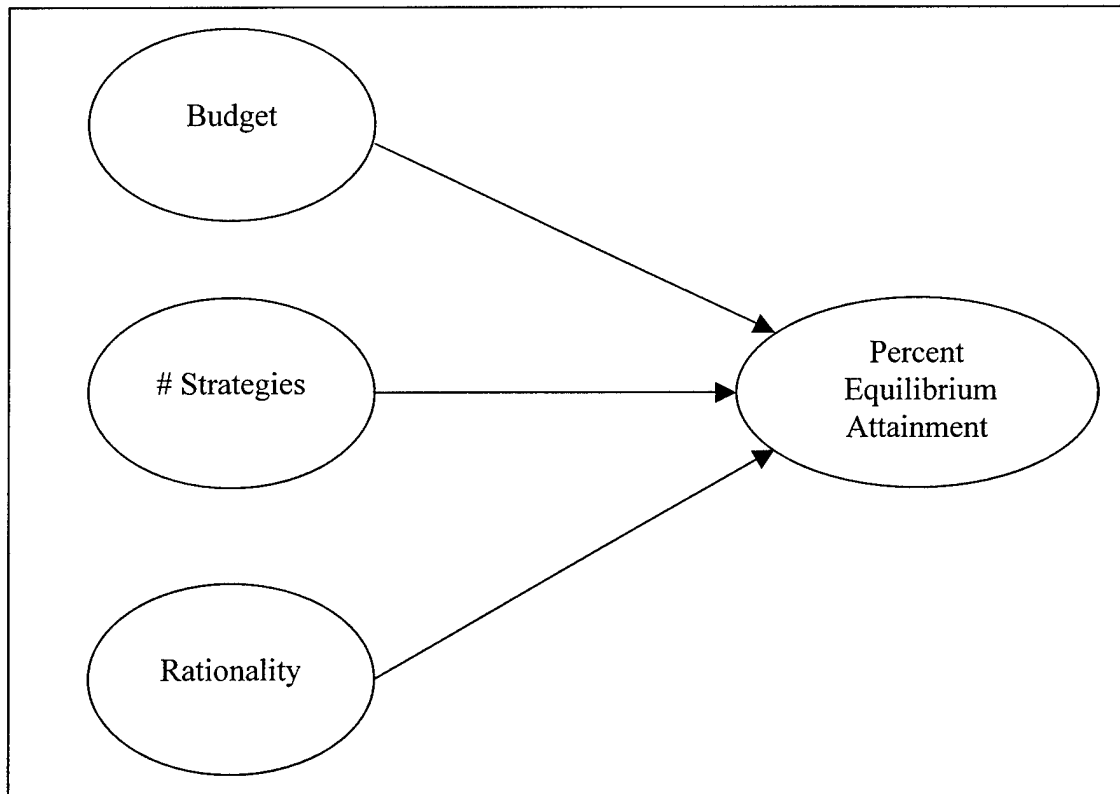 Budget
# Strategies
Percent
Equilibrium
Attainment
Rationality